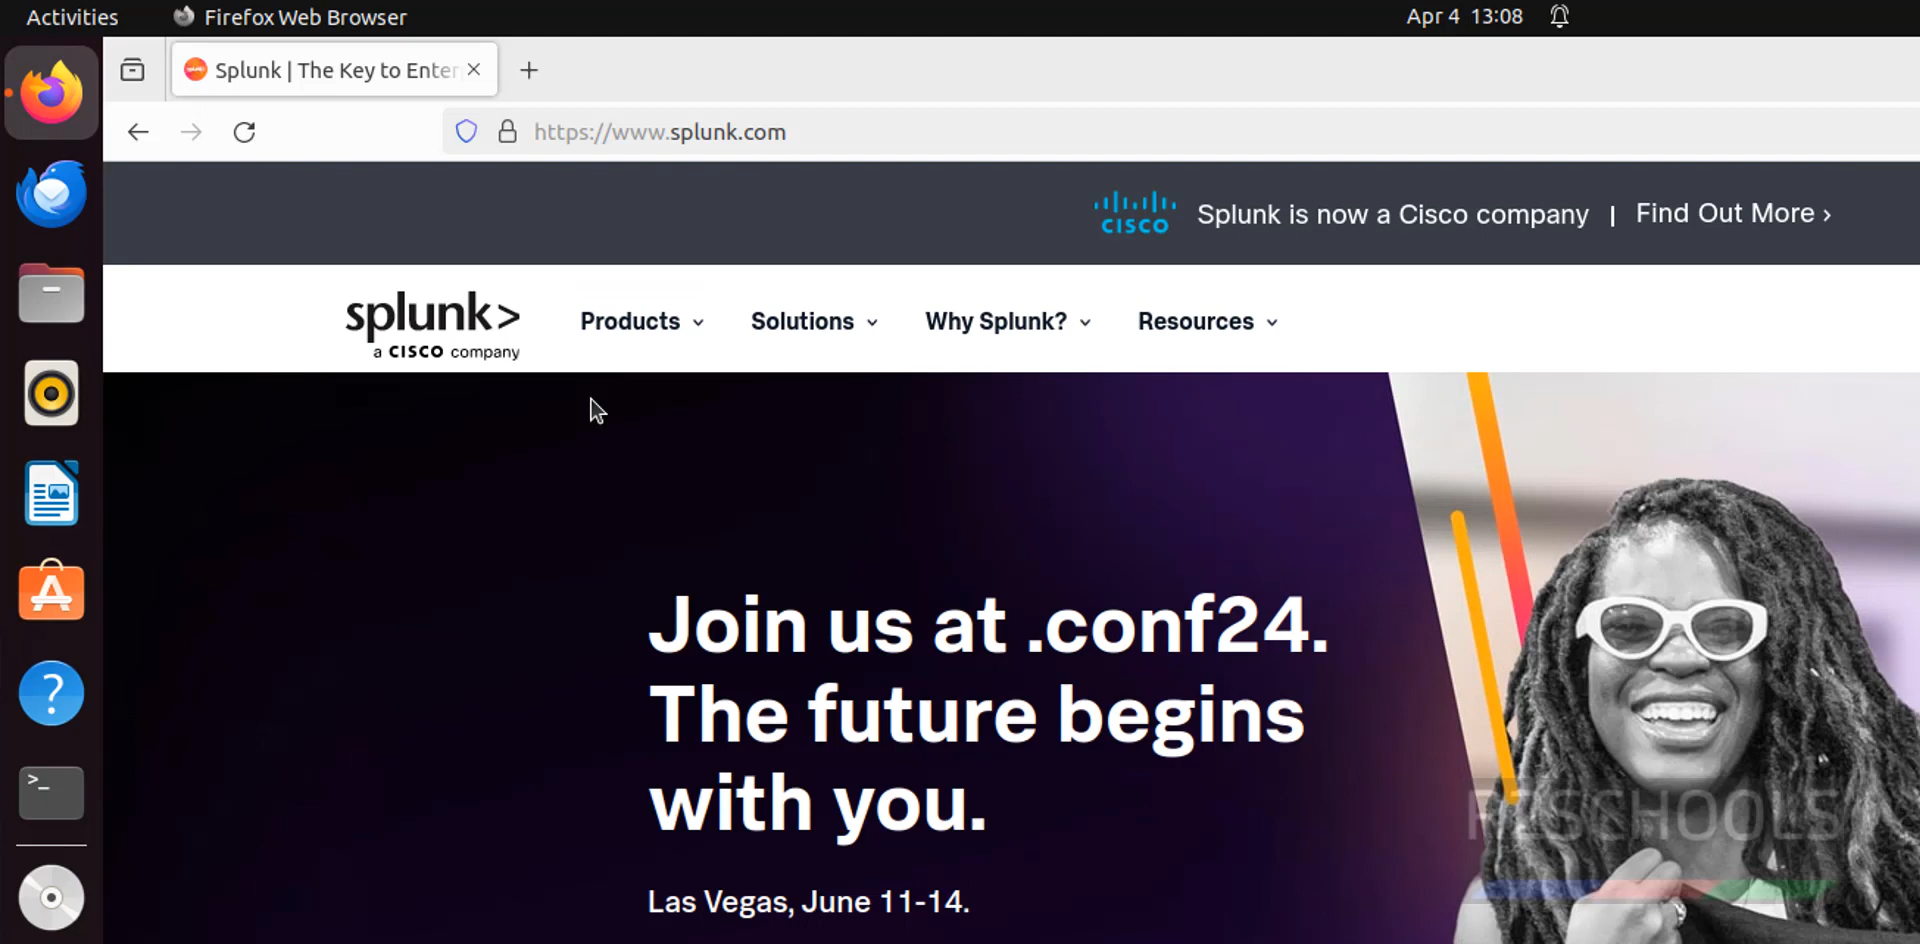 Activities
Firefox Web Browser
Apr 4 13:08
Splunk | The Key to Enter
https://www.splunk.com
CISCO
Splunk is now a Cisco company | Find Out More ›
splunk>
a CISCO company
Products
Solutions
Why Splunk?
Resources
Join us at .conf24.
The future begins
with you.
Las Vegas, June 11-14.